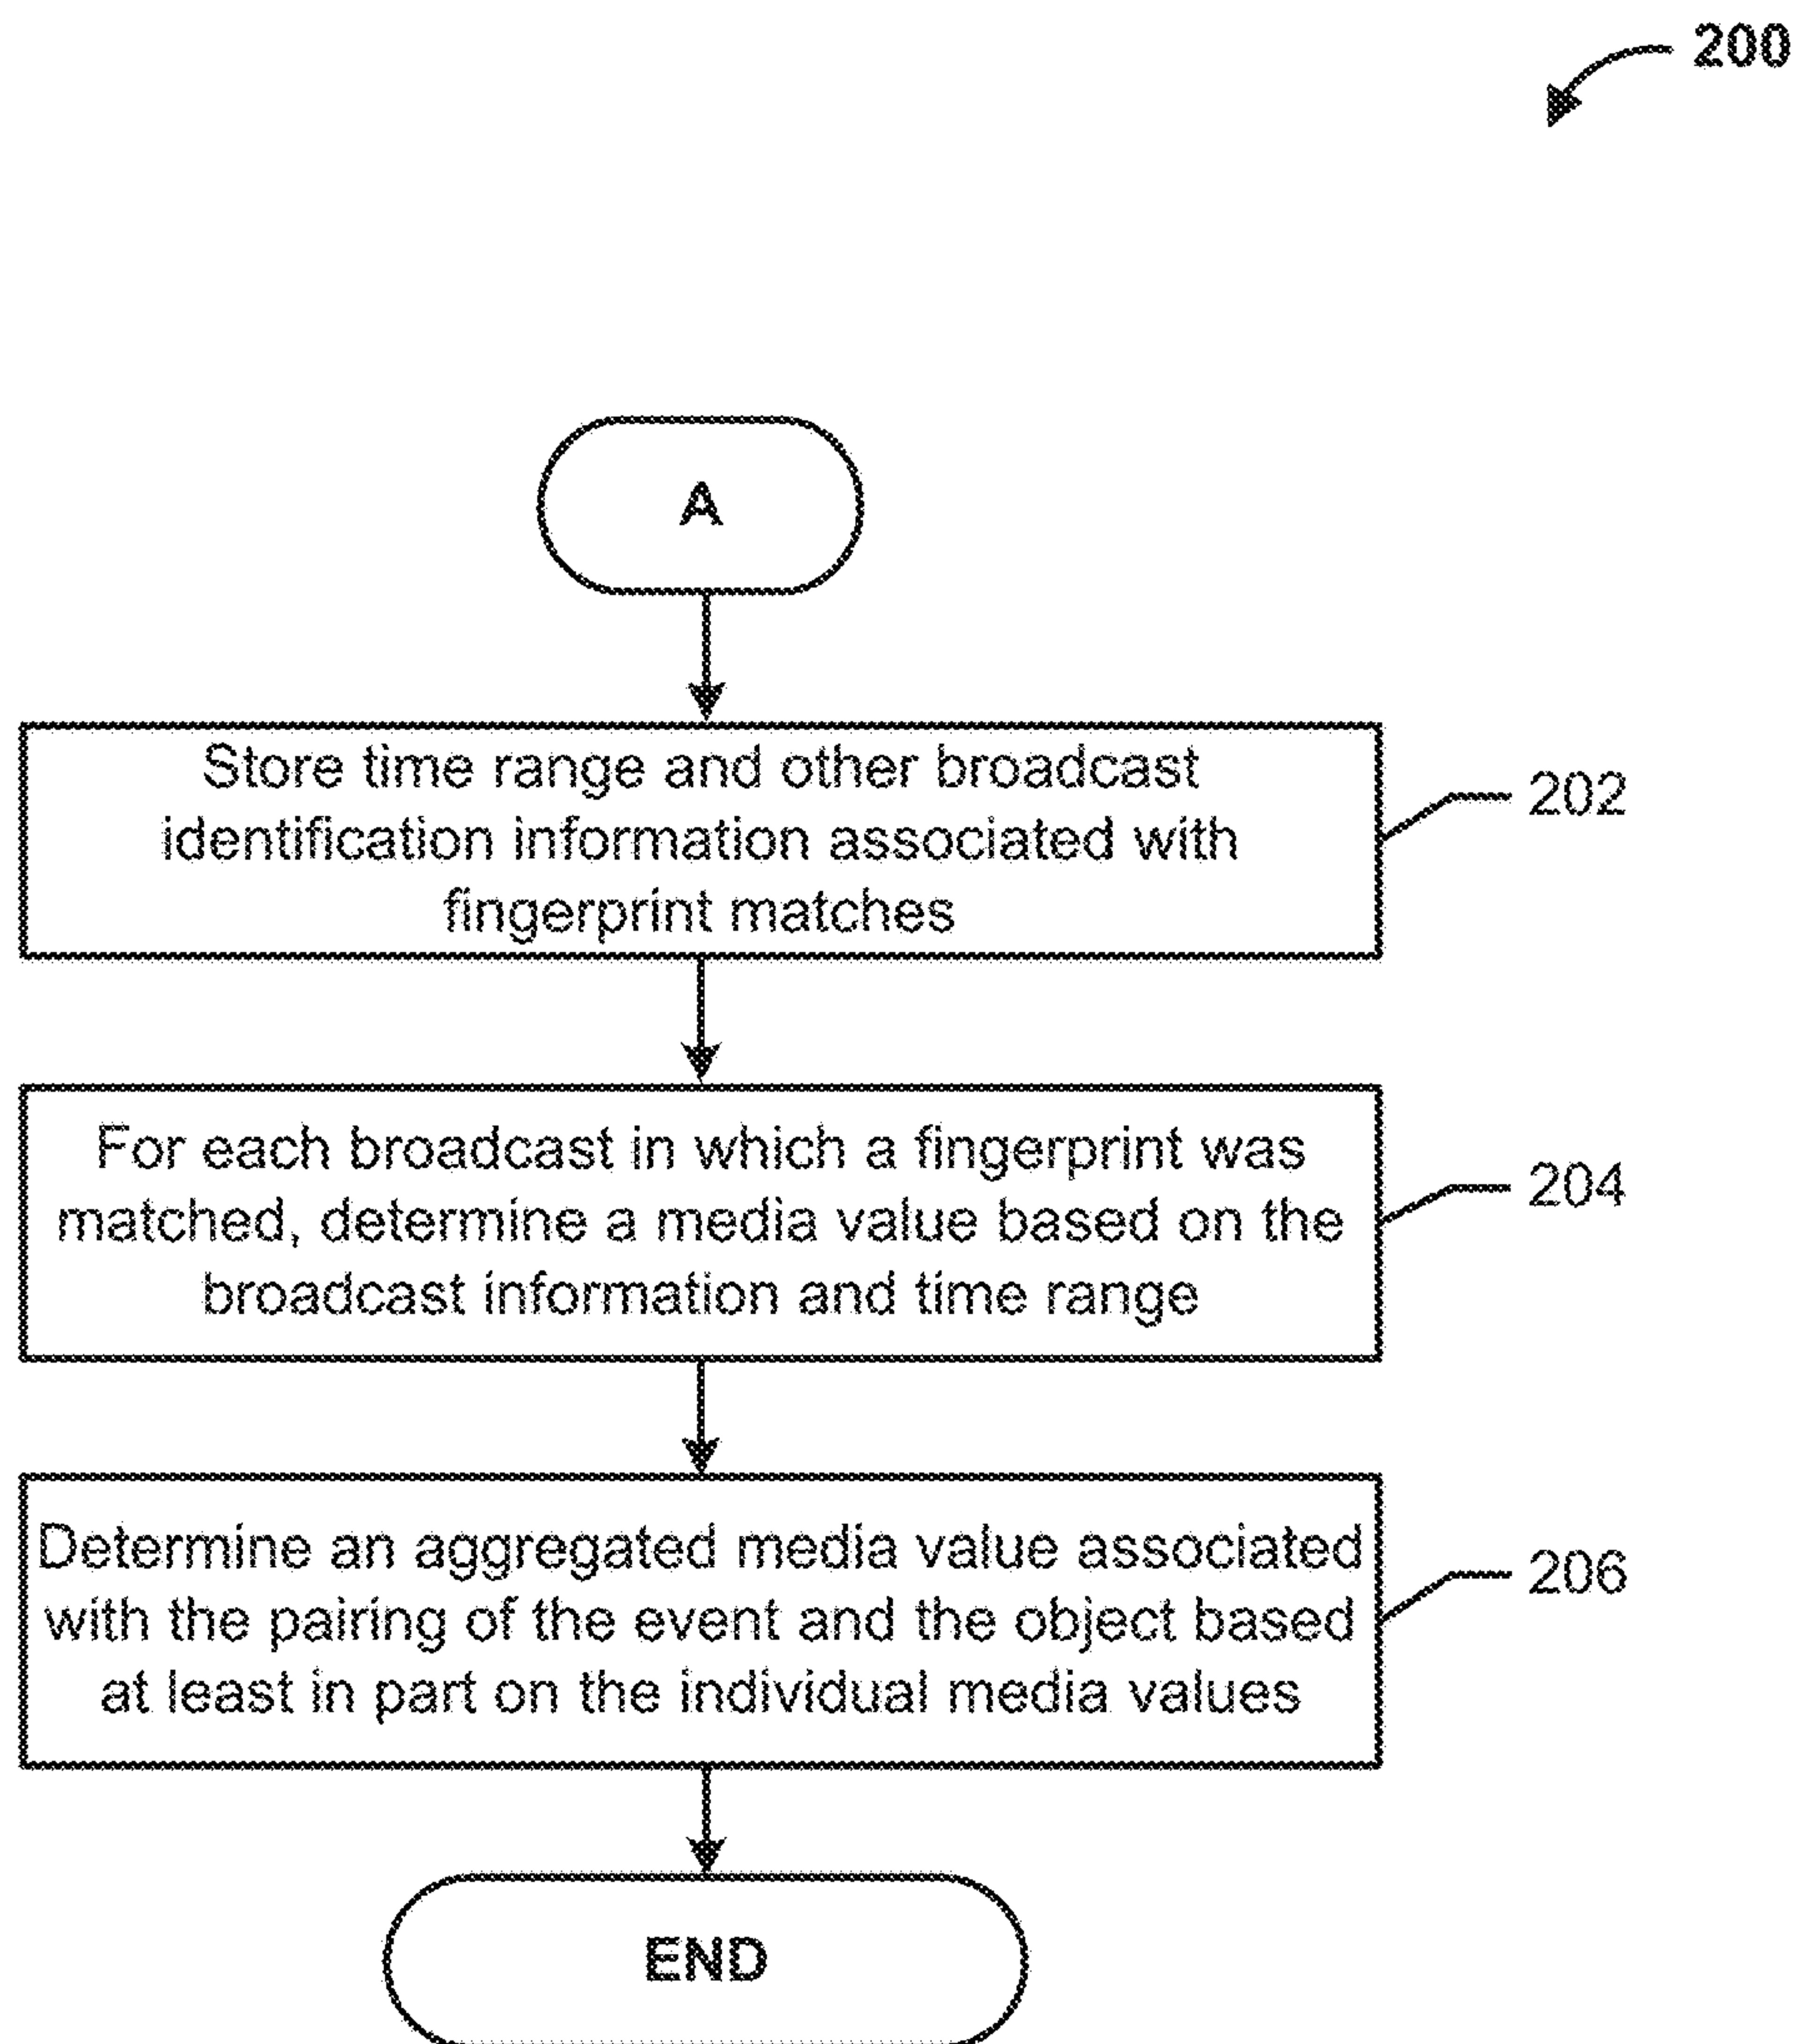 200
A
Store time range and other broadcast
identification information associated with
fingerprint matches
202
For each broadcast in which a fingerprint was
matched, determine a media value based on the
broadcast information and time range
204
Determine an aggregated media value associated
with the pairing of the event and the object based
at least in part on the individual media values
206
END